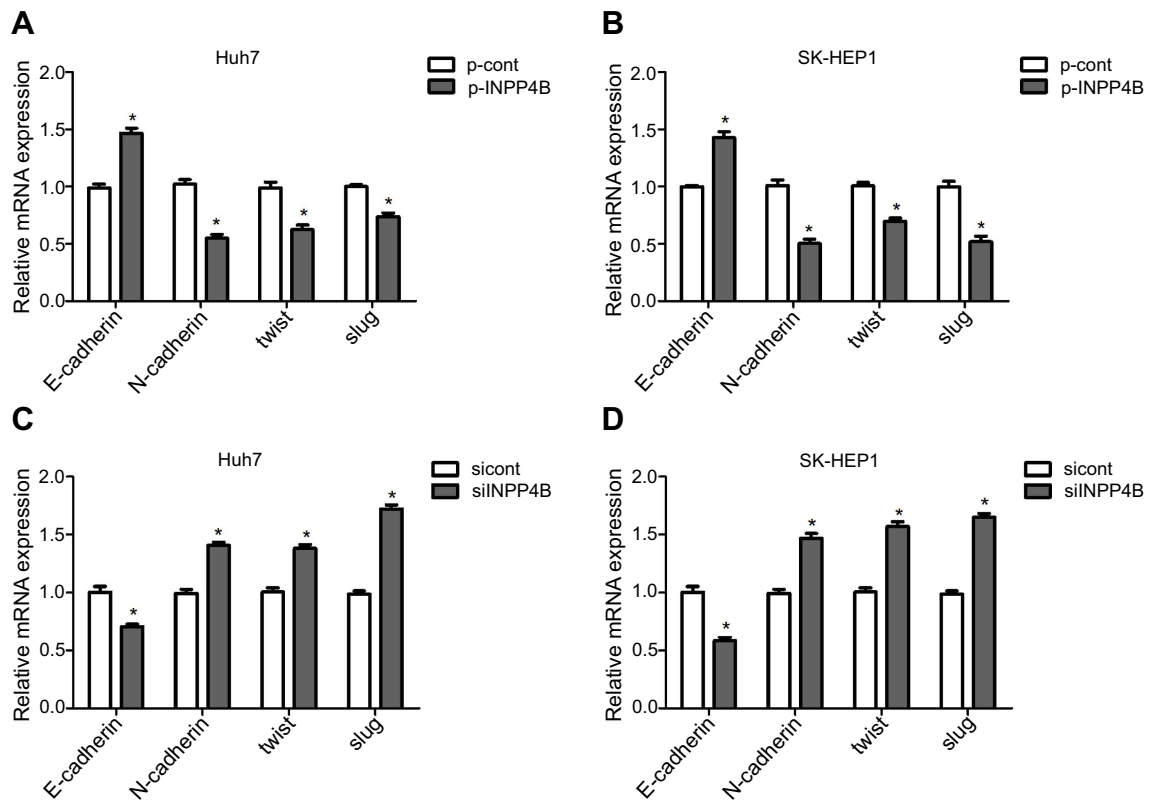 A
Huh7
p-cont
p-INPP4B
Relative mRNA expression
2.0
1.5
1.0
0.5
0.0
*
*
*
*
E-cadherin
N-cadherin
twist
slug
B
SK-HEP1
p-cont
p-INPP4B
Relative mRNA expression
2.0
1.5
1.0
0.5
0.0
*
*
*
*
E-cadherin
N-cadherin
twist
slug
C
Huh7
sicont
siINPP4B
Relative mRNA expression
2.0
1.5
1.0
0.5
0.0
*
*
*
*
E-cadherin
N-cadherin
twist
slug
D
SK-HEP1
sicont
siINPP4B
Relative mRNA expression
2.0
1.5
1.0
0.5
0.0
*
*
*
*
E-cadherin
N-cadherin
twist
slug